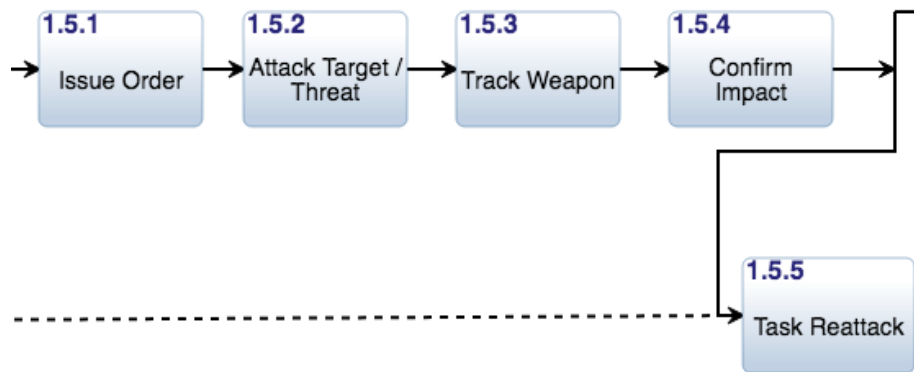 1.5.1
Issue Order
1.5.2
Attack Target /
Threat
1.5.3
Track Weapon
1.5.4
Confirm
Impact
1.5.5
Task Reattack